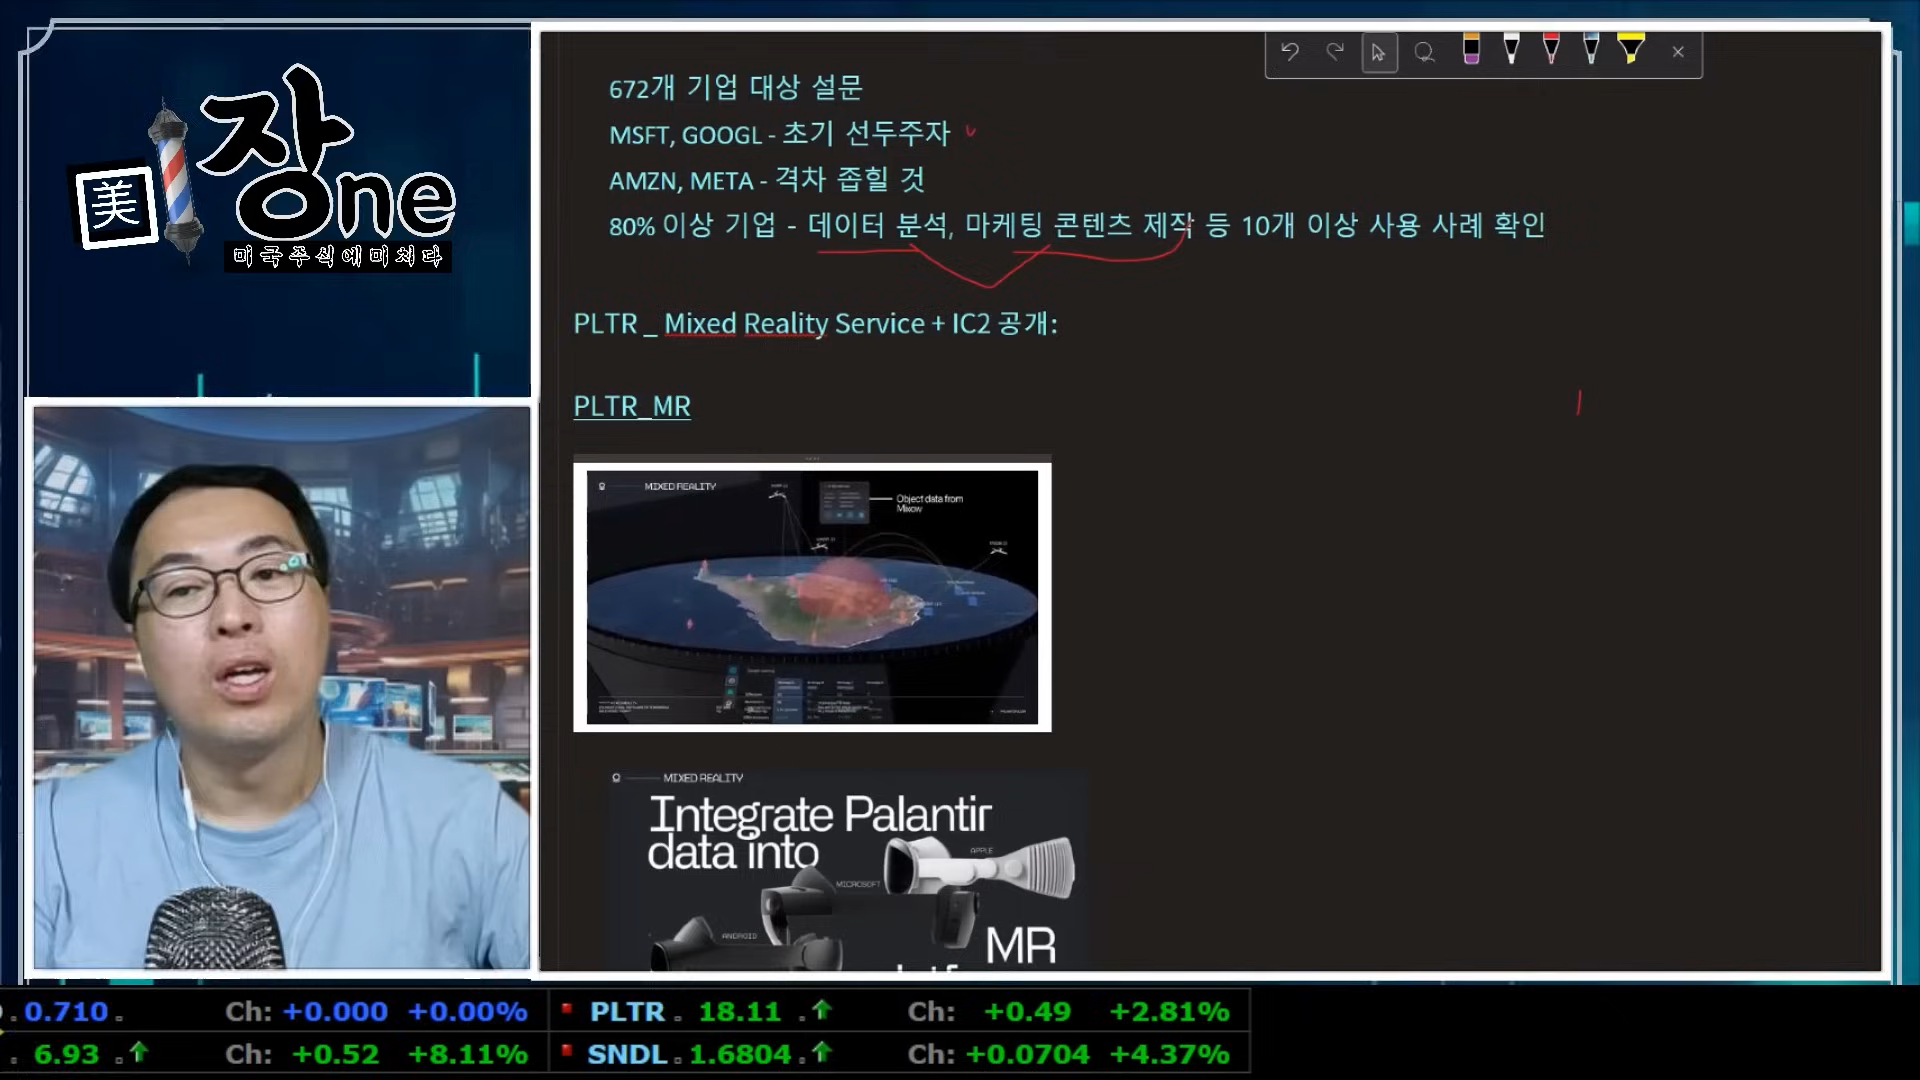 美
장one
미국주식에미치다
672개 기업 대상 설문
MSFT, GOOGL - 초기 선두주자
AMZN, META - 격차 좁힐 것
80% 이상 기업 - 데이터 분석, 마케팅 콘텐츠 제작 등 10개 이상 사용 사례 확인
PLTR _ Mixed Reality Service + IC2 공개:
PLTR_MR
MIXED REALITY
Object data from
Mixow
MIXED REALITY
Integrate Palantir
data into
APPLE
MICROSOFT
ANDROID
MR
0.710 Ch: +0.000 +0.00% PLTR 18.11 Ch: +0.49 +2.81%
6.93 Ch: +0.52 +8.11% SNDL 1.6804 Ch: +0.0704 +4.37%